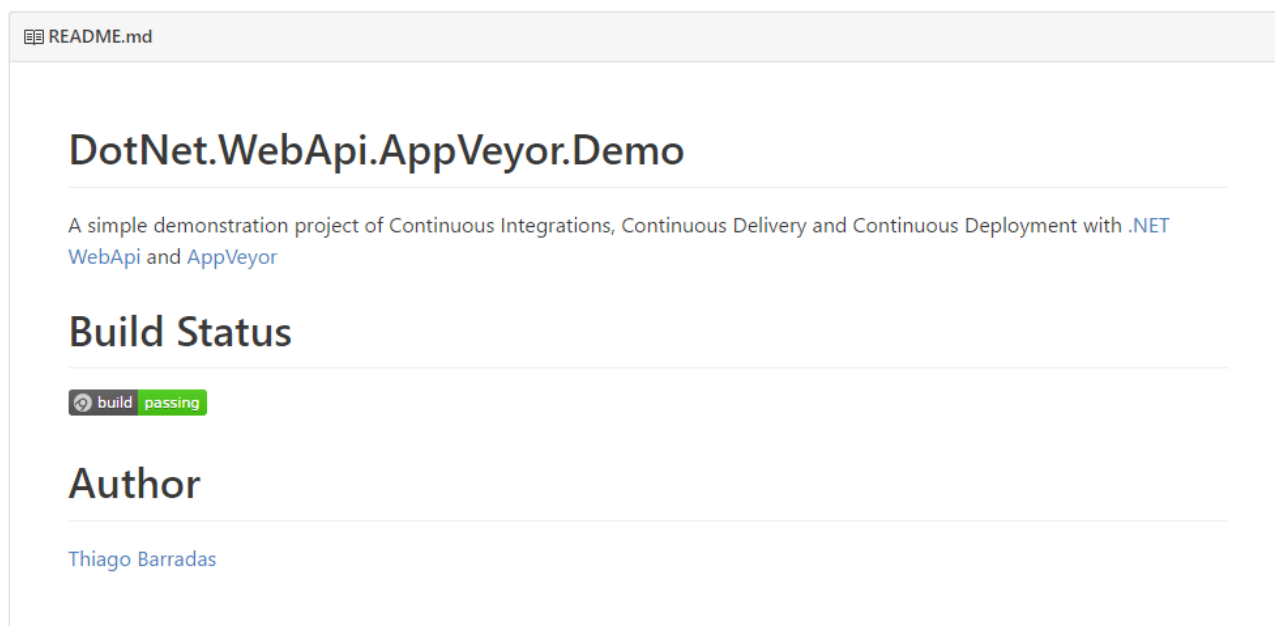 README.md
DotNet.WebApi.AppVeyor.Demo
A simple demonstration project of Continuous Integrations, Continuous Delivery and Continuous Deployment with .NET
WebApi and AppVeyor
Build Status
build passing
Author
Thiago Barradas